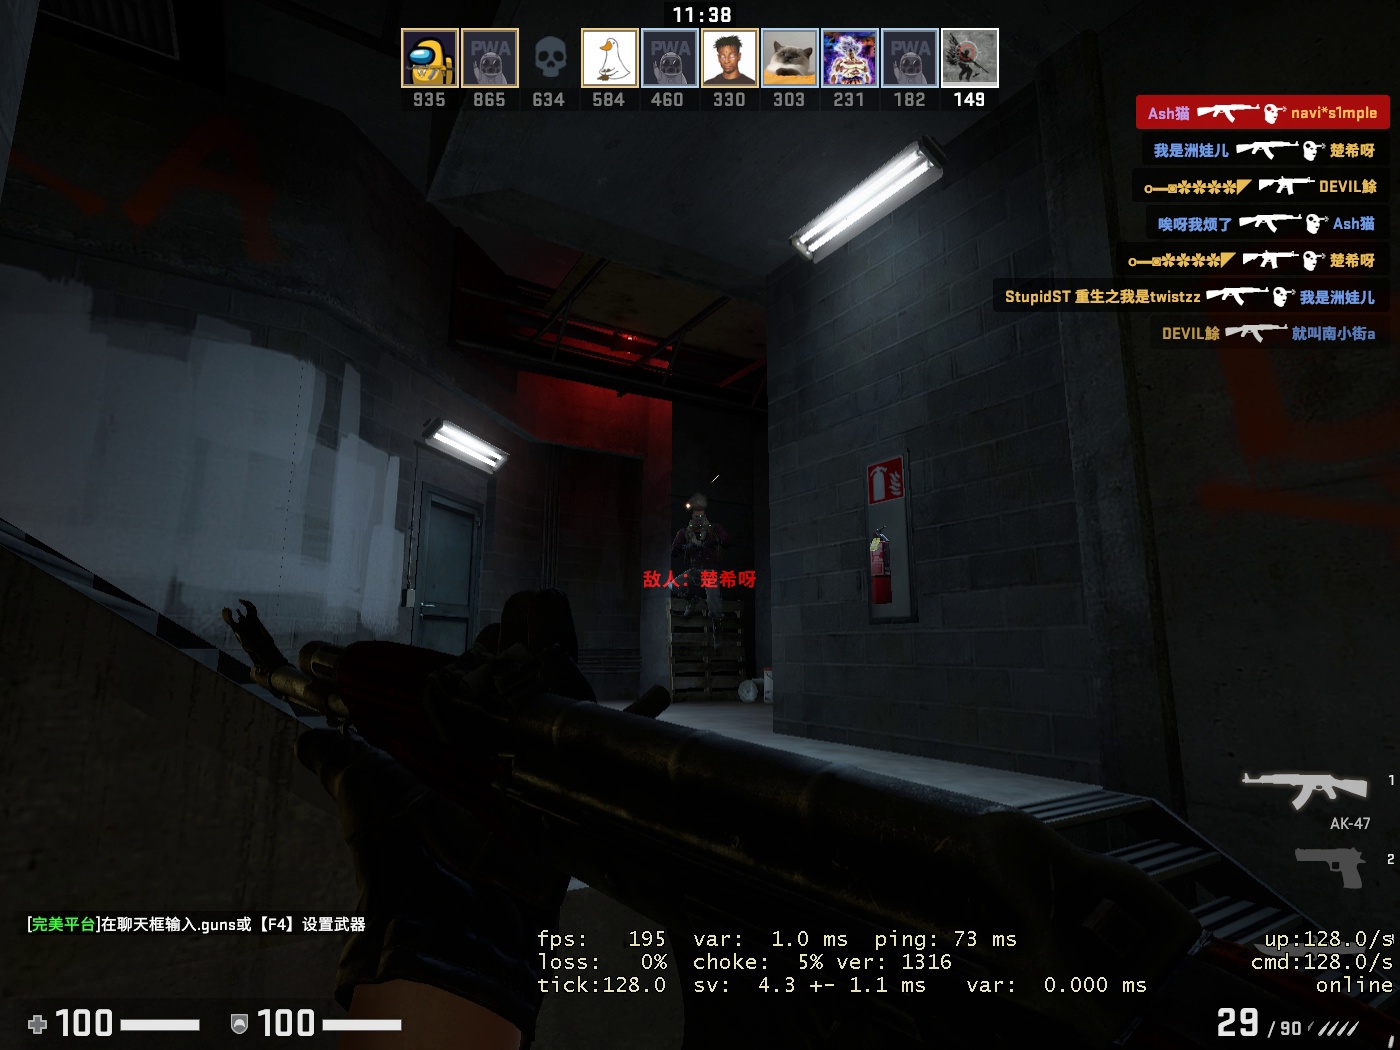 11:38
PWA PWA PWA
935 865 634 584 460 330 303 231 182 149
Ash猫 navi*s1mple
我是洲娃儿 楚希呀
DEVIL餘
唉呀我烦了 Ash猫
楚希呀
StupidST 重生之我是twistzz 我是洲娃儿
DEVIL餘 就叫南小街a
敌人：楚希呀
1
AK-47
2
[完美平台]在聊天框输入.guns或【F4】设置武器
fps: 195 var: 1.0 ms ping: 73 ms up:128.0/s
loss: 0% choke: 5% ver: 1316 cmd:128.0/s
tick:128.0 sv: 4.3 +- 1.1 ms var: 0.000 ms online
100 100 29 / 90